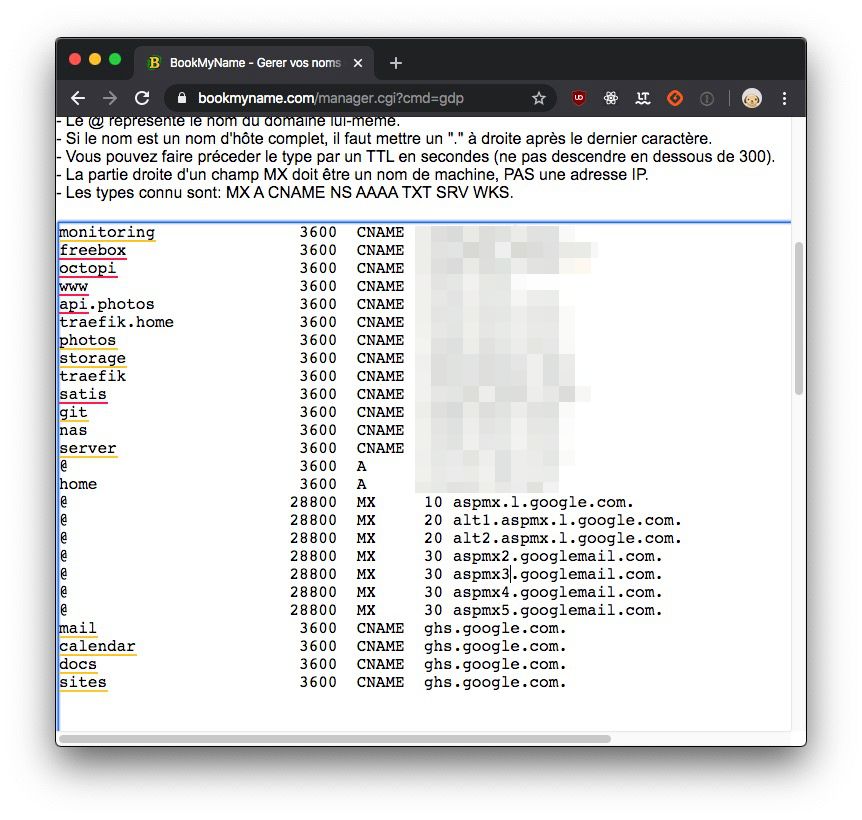 BookMyName - Gerer vos noms
bookmyname.com/manager.cgi?cmd=gdp
- Le @ représente le nom du domaine lui-même.
- Si le nom est un nom d'hôte complet, il faut mettre un "." à droite après le dernier caractère.
- Vous pouvez faire préceder le type par un TTL en secondes (ne pas descendre en dessous de 300).
- La partie droite d'un champ MX doit être un nom de machine, PAS une adresse IP.
- Les types connu sont: MX A CNAME NS AAAA TXT SRV WKS.
monitoring 3600 CNAME
freebox 3600 CNAME
octopi 3600 CNAME
www 3600 CNAME
api.photos 3600 CNAME
traefik.home 3600 CNAME
photos 3600 CNAME
storage 3600 CNAME
traefik 3600 CNAME
satis 3600 CNAME
git 3600 CNAME
nas 3600 CNAME
server 3600 CNAME
@ 3600 A
home 3600 A
@ 28800 MX 10 aspmx.l.google.com.
@ 28800 MX 20 alt1.aspmx.l.google.com.
@ 28800 MX 20 alt2.aspmx.l.google.com.
@ 28800 MX 30 aspmx2.googlemail.com.
@ 28800 MX 30 aspmx3.googlemail.com.
@ 28800 MX 30 aspmx4.googlemail.com.
@ 28800 MX 30 aspmx5.googlemail.com.
mail 3600 CNAME ghs.google.com.
calendar 3600 CNAME ghs.google.com.
docs 3600 CNAME ghs.google.com.
sites 3600 CNAME ghs.google.com.